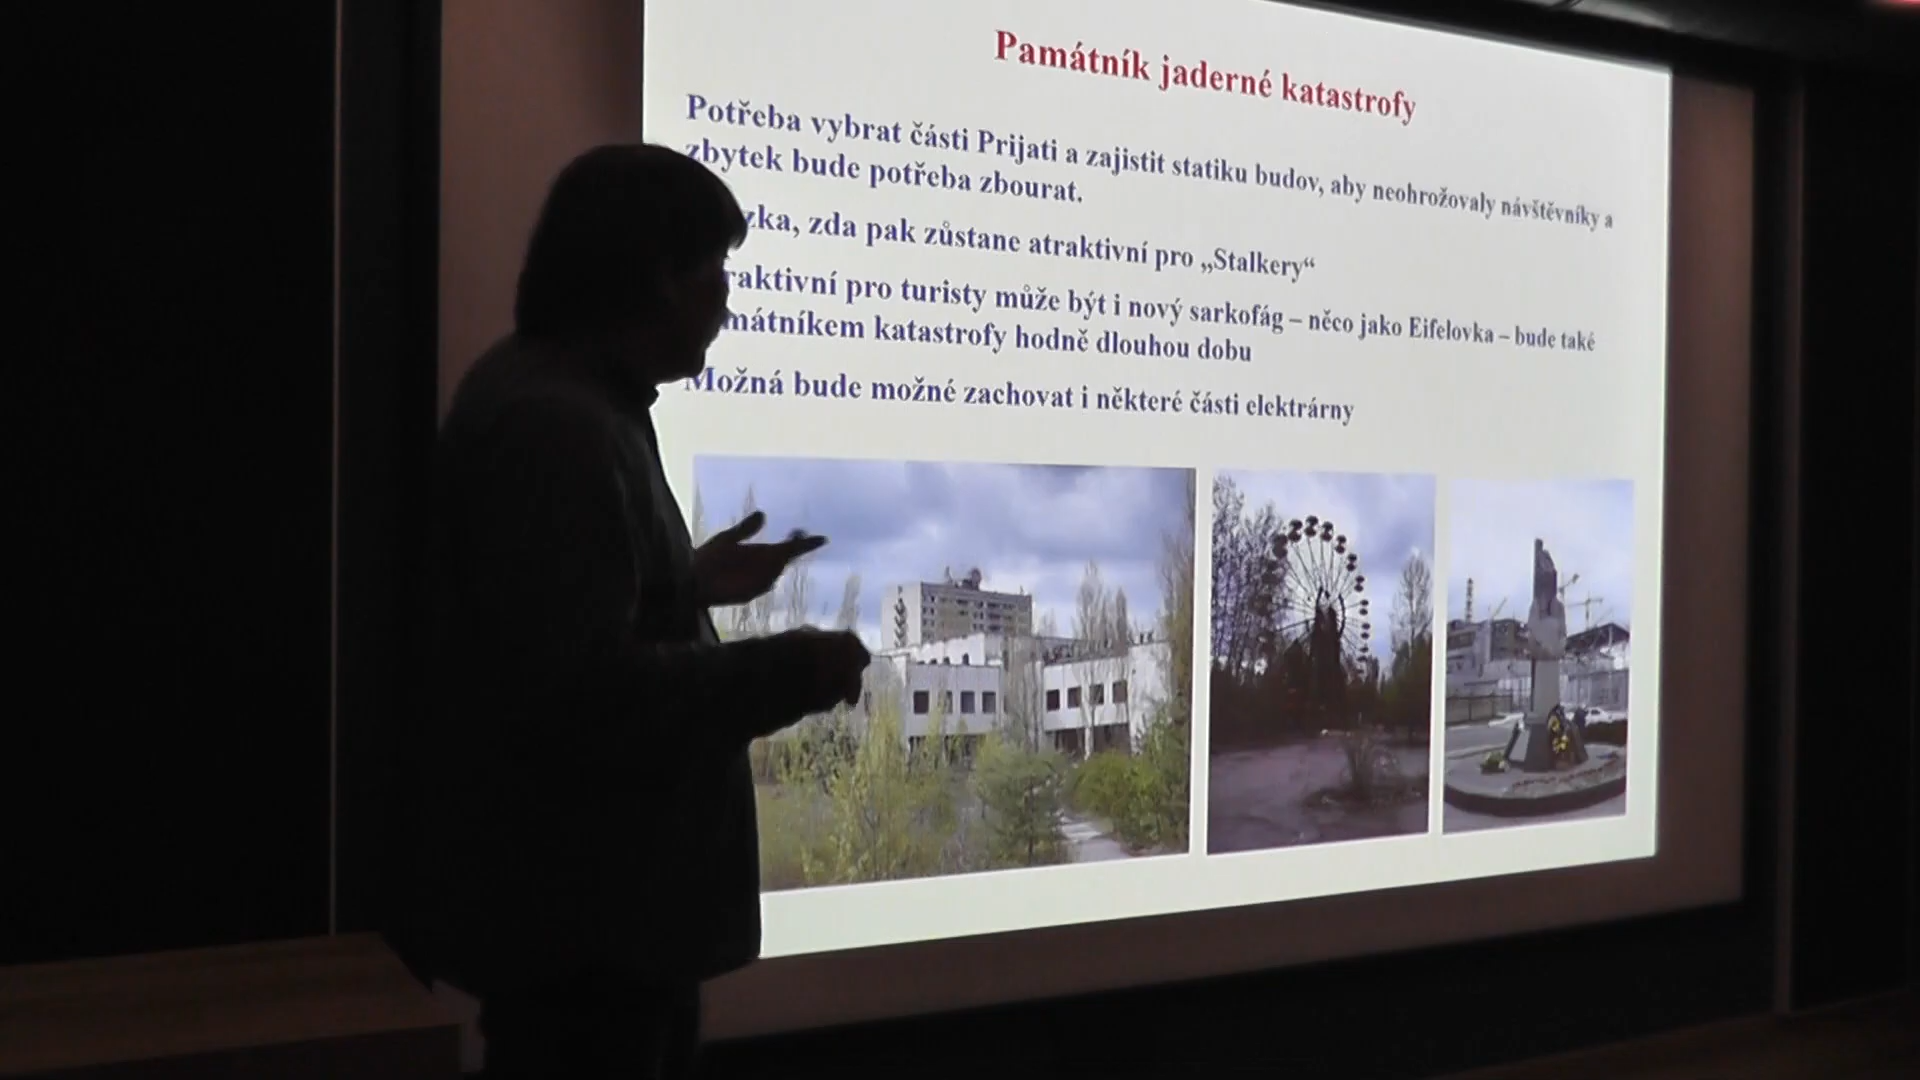 Památník jaderné katastrofy
Potřeba vybrat části Prijati a zajistit statiku budov, aby neohrožovaly návštěvníky a
zbytek bude potřeba zbourat.
zka, zda pak zůstane atraktivní pro „Stalkery“
raktivní pro turisty může být i nový sarkofág – něco jako Eifelovka – bude také
mátníkem katastrofy hodně dlouhou dobu
Možná bude možné zachovat i některé části elektrárny